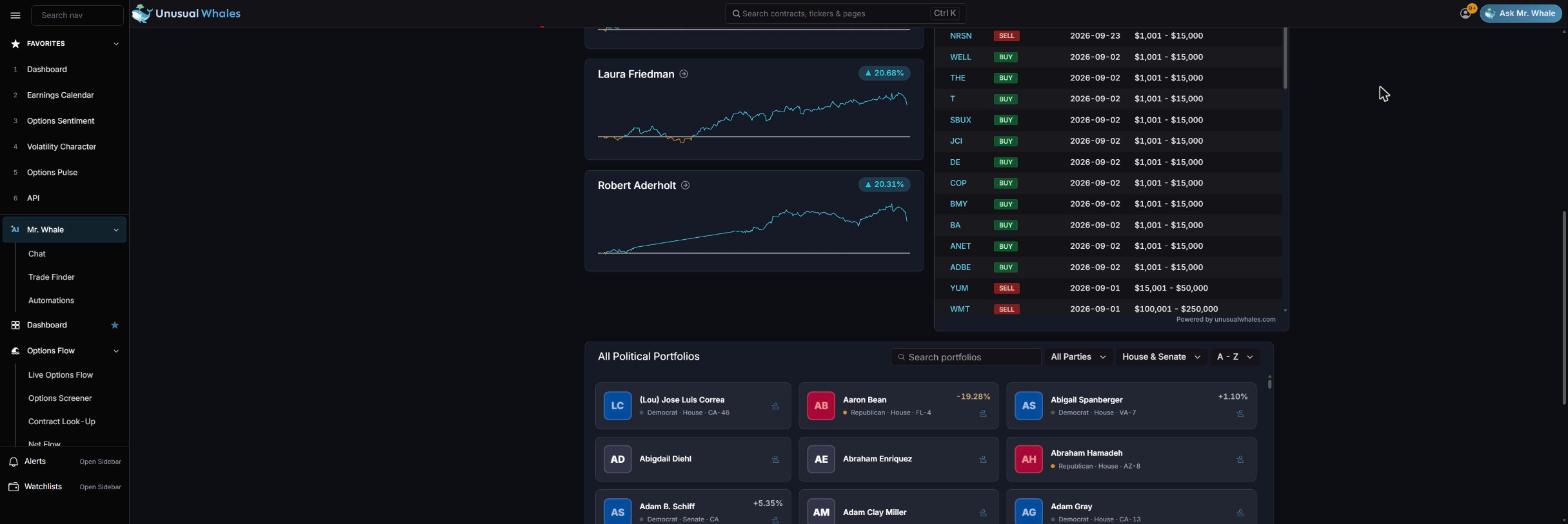 Search nav
Unusual Whales
Search contracts, tickers & pages
Ctrl K
9+
Ask Mr. Whale
FAVORITES
1 Dashboard
2 Earnings Calendar
3 Options Sentiment
4 Volatility Character
5 Options Pulse
6 API
AI Mr. Whale
Chat
Trade Finder
Automations
Dashboard
Options Flow
Live Options Flow
Options Screener
Contract Look-Up
Net Flow
Alerts Open Sidebar
Watchlists Open Sidebar
Laura Friedman
▲ 20.68%
Robert Aderholt
▲ 20.31%
NRSN SELL 2026-09-23 $1,001 - $15,000
WELL BUY 2026-09-02 $1,001 - $15,000
THE BUY 2026-09-02 $1,001 - $15,000
T BUY 2026-09-02 $1,001 - $15,000
SBUX BUY 2026-09-02 $1,001 - $15,000
JCI BUY 2026-09-02 $1,001 - $15,000
DE BUY 2026-09-02 $1,001 - $15,000
COP BUY 2026-09-02 $1,001 - $15,000
BMY BUY 2026-09-02 $1,001 - $15,000
BA BUY 2026-09-02 $1,001 - $15,000
ANET BUY 2026-09-02 $1,001 - $15,000
ADBE BUY 2026-09-02 $1,001 - $15,000
YUM SELL 2026-09-01 $15,001 - $50,000
WMT SELL 2026-09-01 $100,001 - $250,000
Powered by unusualwhales.com
All Political Portfolios
Search portfolios
All Parties
House & Senate
A - Z
LC (Lou) Jose Luis Correa
Democrat · House · CA-46
AB Aaron Bean -19.28%
Republican · House · FL-4
AS Abigail Spanberger +1.10%
Democrat · House · VA-7
AD Abigdail Diehl
AE Abraham Enriquez
AH Abraham Hamadeh
Republican · House · AZ-8
AS Adam B. Schiff +5.35%
Democrat · Senate · CA
AM Adam Clay Miller
AG Adam Gray
Democrat · House · CA-13